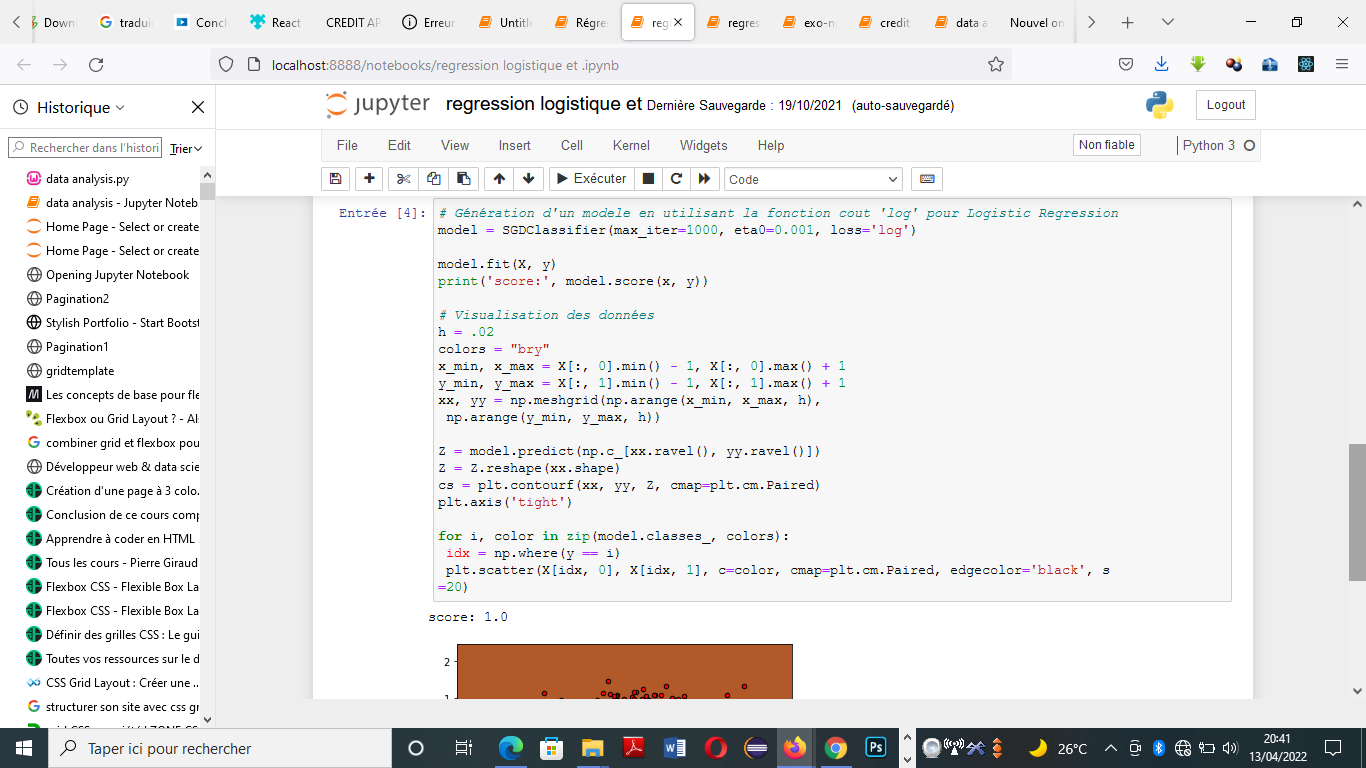 Down
tradui
Concl
React
CREDIT AP
Erreur
Untitle
Régres
reg
regres
exo-n
credit
data a
Nouvel on
localhost:8888/notebooks/regression logistique et .ipynb
Historique
Rechercher dans l'histori
Trier
data analysis.py
data analysis - Jupyter Noteb
Home Page - Select or create
Home Page - Select or create
Opening Jupyter Notebook
Pagination2
Stylish Portfolio - Start Bootst
Pagination1
gridtemplate
Les concepts de base pour fle
Flexbox ou Grid Layout ? - Al
combiner grid et flexbox pou
Développeur web & data scie
Création d'une page à 3 colo.
Conclusion de ce cours comp
Apprendre à coder en HTML
Tous les cours - Pierre Giraud
Flexbox CSS - Flexible Box La
Flexbox CSS - Flexible Box La
Définir des grilles CSS : Le gui
Toutes vos ressources sur le d
CSS Grid Layout : Créer une ...
structurer son site avec css gr
jupyter regression logistique et Dernière Sauvegarde : 19/10/2021 (auto-sauvegardé)
Logout
File Edit View Insert Cell Kernel Widgets Help
Non fiable
Python 3
Exécuter
Code
Entrée [4]:
# Génération d'un modele en utilisant la fonction cout 'log' pour Logistic Regression
model = SGDClassifier(max_iter=1000, eta0=0.001, loss='log')
model.fit(X, y)
print('score:', model.score(x, y))
# Visualisation des données
h = .02
colors = "bry"
x_min, x_max = X[:, 0].min() - 1, X[:, 0].max() + 1
y_min, y_max = X[:, 1].min() - 1, X[:, 1].max() + 1
xx, yy = np.meshgrid(np.arange(x_min, x_max, h),
np.arange(y_min, y_max, h))
Z = model.predict(np.c_[xx.ravel(), yy.ravel()])
Z = Z.reshape(xx.shape)
cs = plt.contourf(xx, yy, Z, cmap=plt.cm.Paired)
plt.axis('tight')
for i, color in zip(model.classes_, colors):
idx = np.where(y == i)
plt.scatter(X[idx, 0], X[idx, 1], c=color, cmap=plt.cm.Paired, edgecolor='black', s
=20)
score: 1.0
2
1
Taper ici pour rechercher
Ps
26°C
20:41
13/04/2022